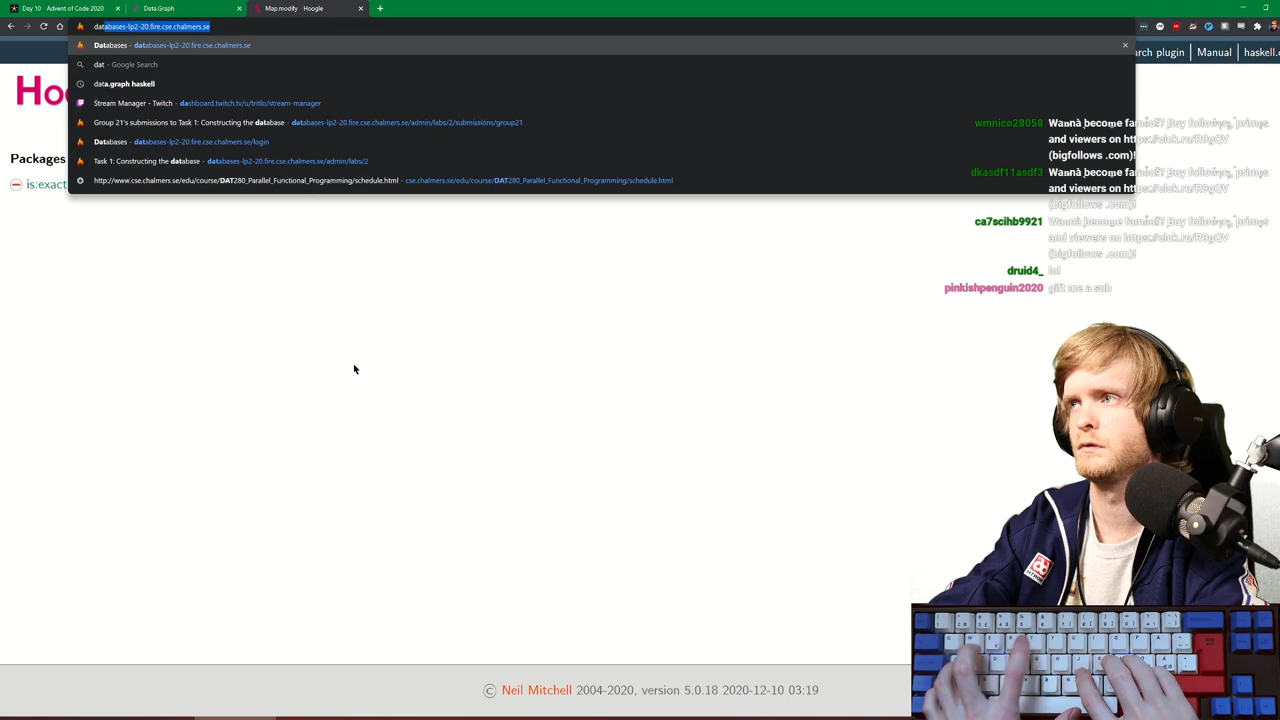 Day 10 Advent of Code 2020
Data.Graph
Map.modify Hoogle
databases-lp2-20.fire.cse.chalmers.se
Databases - databases-lp2-20.fire.cse.chalmers.se
dat - Google Search
data.graph haskell
Stream Manager - Twitch - dashboard.twitch.tv/u/tritlo/stream-manager
Group 21's submissions to Task 1: Constructing the database - databases-lp2-20.fire.cse.chalmers.se/admin/labs/2/submissions/group21
Databases - databases-lp2-20.fire.cse.chalmers.se/login
Task 1: Constructing the database - databases-lp2-20.fire.cse.chalmers.se/admin/labs/2
http://www.cse.chalmers.se/edu/course/DAT280_Parallel_Functional_Programming/schedule.html - cse.chalmers.se/edu/course/DAT280_Parallel_Functional_Programming/schedule.html
rch plugin | Manual | haskell.
Hoo
Packages
is:exact
wmnico28058 Wanna become famous? Buy followers, primes
and viewers on https://clck.ru/R9gQV
(bigfollows .com)!
dkasdf11asdf3 Wanna become famous? Buy followers, primes
and viewers on https://clck.ru/R9gQV
(bigfollows .com)!
ca7scihb9921 Wanna become famous? Buy followers, primes
and viewers on https://clck.ru/R9gQV
(bigfollows .com)!
druid4_ lol
pinkishpenguin2020 gift me a sub
© Neil Mitchell 2004-2020, version 5.0.18 2020-12-10 03:19